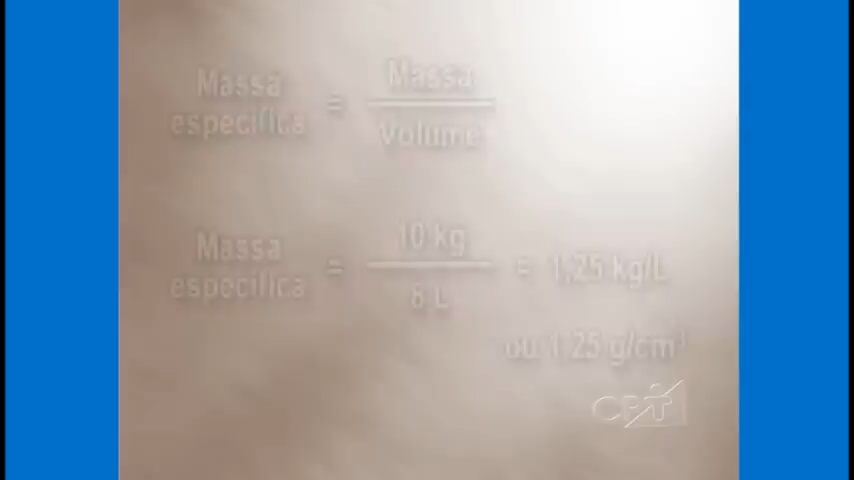 Massa
específica = Massa
Volume
Massa
específica = 10 kg
8 L
= 1,25 kg/L
ou 1,25 g/cm³
CPT